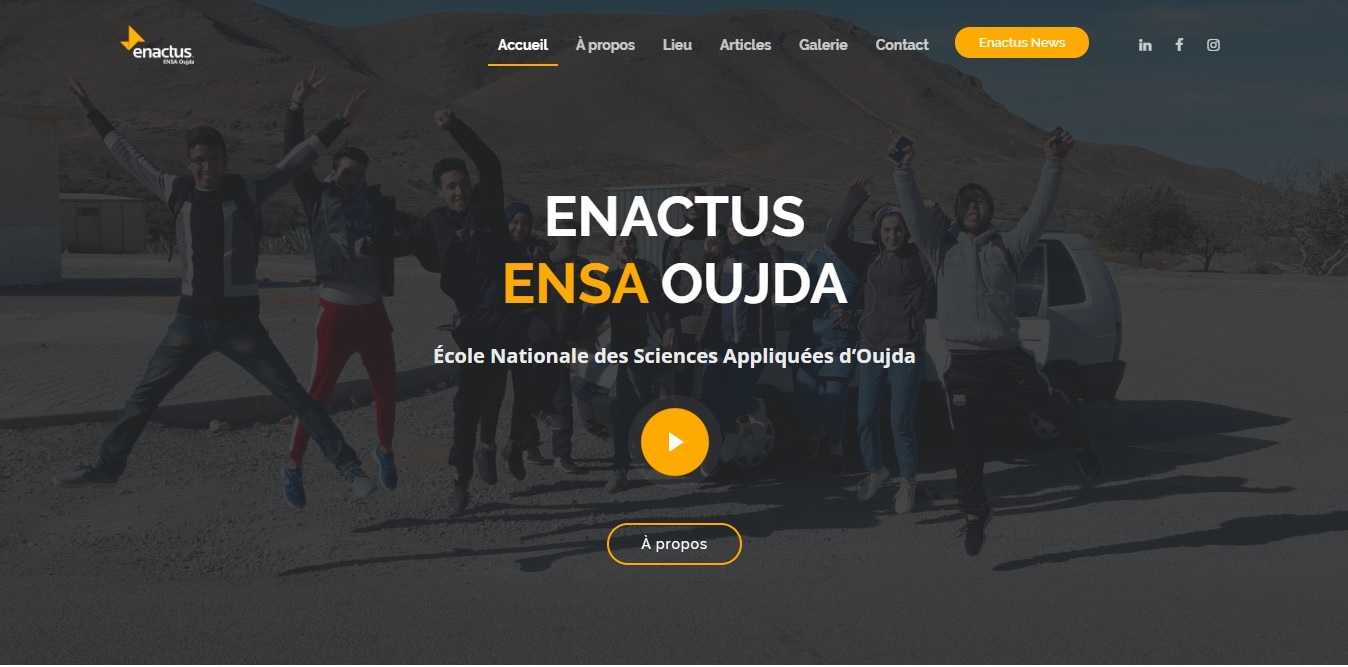 enactus.
ENSA Oujda
Accueil
À propos
Lieu
Articles
Galerie
Contact
Enactus News
ENACTUS
ENSA OUJDA
École Nationale des Sciences Appliquées d’Oujda
À propos